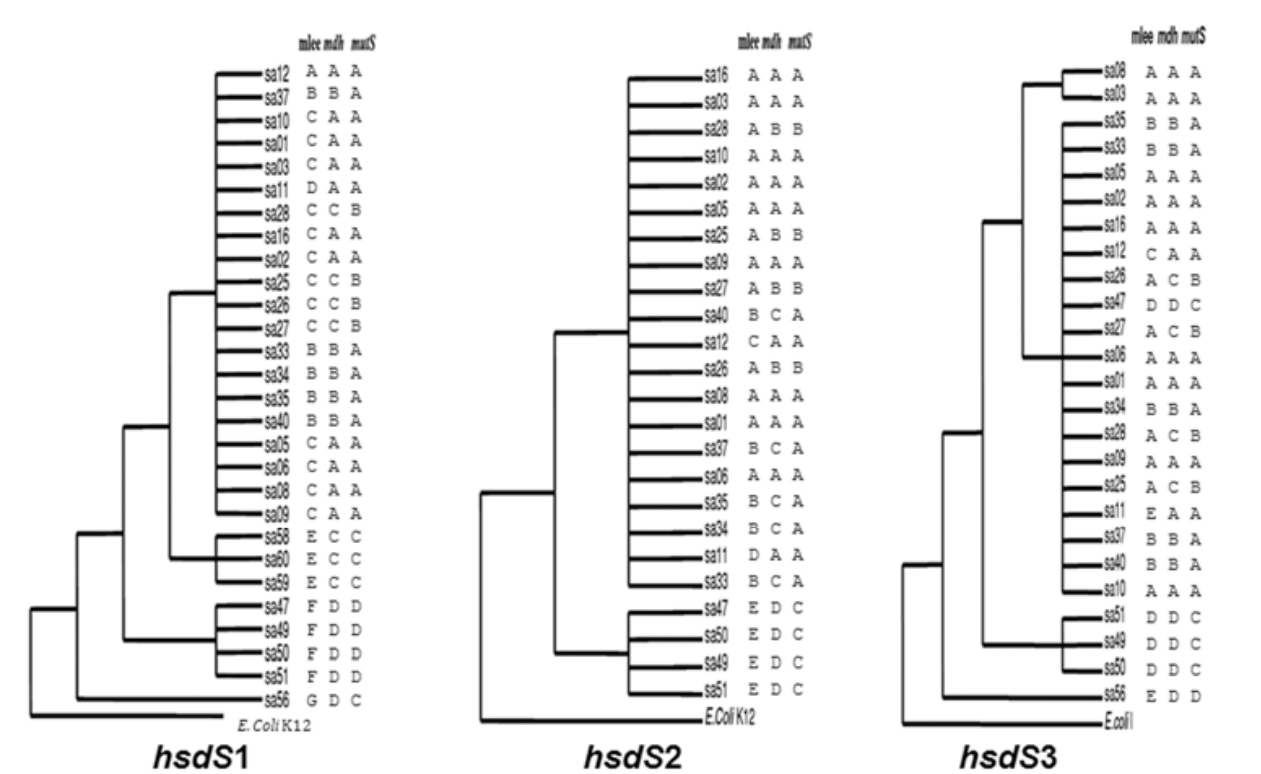 mlee mdh mutS
sa12 A A A
sa37 B B A
sa10 C A A
sa01 C A A
sa03 C A A
sa11 D A A
sa28 C C B
sa16 C A A
sa02 C A A
sa25 C C B
sa26 C C B
sa27 C C B
sa33 B B A
sa34 B B A
sa35 B B A
sa40 B B A
sa05 C A A
sa06 C A A
sa08 C A A
sa09 C A A
sa58 E C C
sa60 E C C
sa59 E C C
sa47 F D D
sa49 F D D
sa50 F D D
sa51 F D D
sa56 G D C
E. Coli K12
hsdS1
mlee mdh mutS
sa16 A A A
sa03 A A A
sa28 A B B
sa10 A A A
sa02 A A A
sa05 A A A
sa25 A B B
sa09 A A A
sa27 A B B
sa40 B C A
sa12 C A A
sa26 A B B
sa08 A A A
sa01 A A A
sa37 B C A
sa06 A A A
sa35 B C A
sa34 B C A
sa11 D A A
sa33 B C A
sa47 E D C
sa50 E D C
sa49 E D C
sa51 E D C
E.Coli K12
hsdS2
mlee mdh mutS
sa08 A A A
sa03 A A A
sa35 B B A
sa33 B B A
sa05 A A A
sa02 A A A
sa16 A A A
sa12 C A A
sa26 A C B
sa47 D D C
sa27 A C B
sa06 A A A
sa01 A A A
sa34 B B A
sa28 A C B
sa09 A A A
sa25 A C B
sa11 E A A
sa37 B B A
sa40 B B A
sa10 A A A
sa51 D D C
sa49 D D C
sa50 D D C
sa56 E D D
E.coli
hsdS3